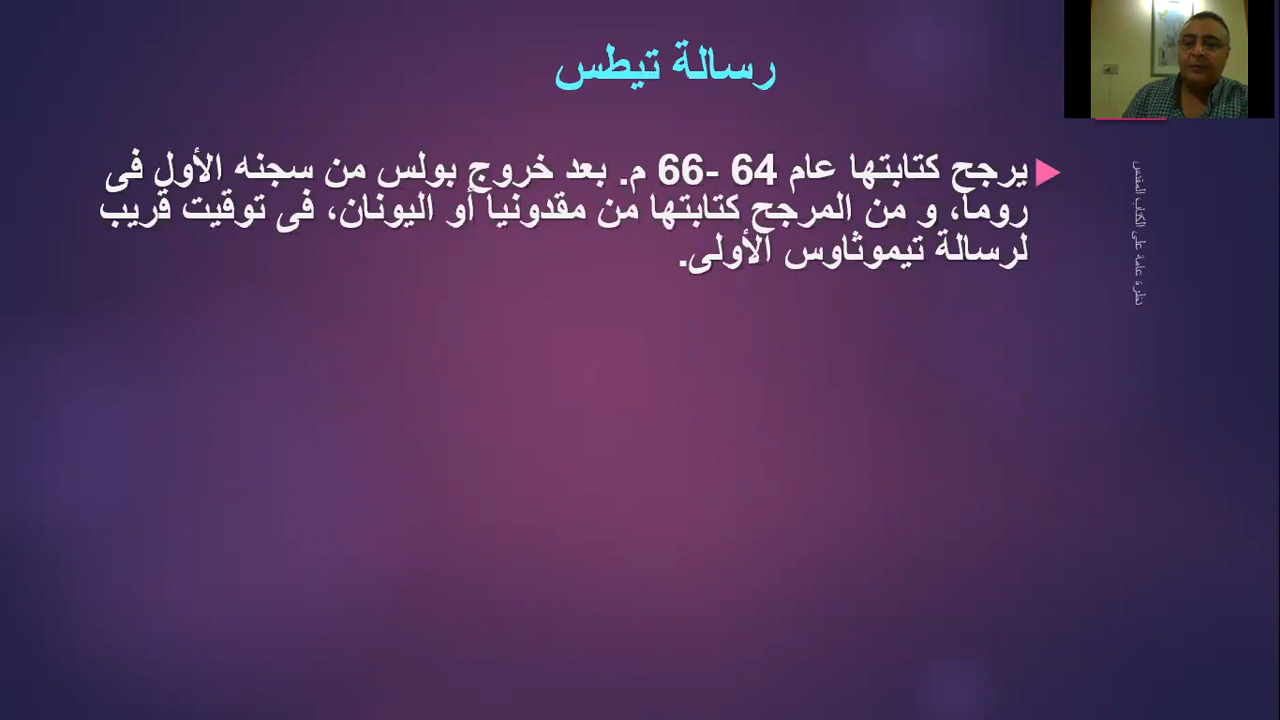 رسالة تيطس
يرجح كتابتها عام 64 -66 م. بعد خروج بولس من سجنه الأول فى
روما، و من المرجح كتابتها من مقدونيا أو اليونان، فى توقيت قريب
لرسالة تيموثاوس الأولى.
نظرة عامة على الكتاب المقدس